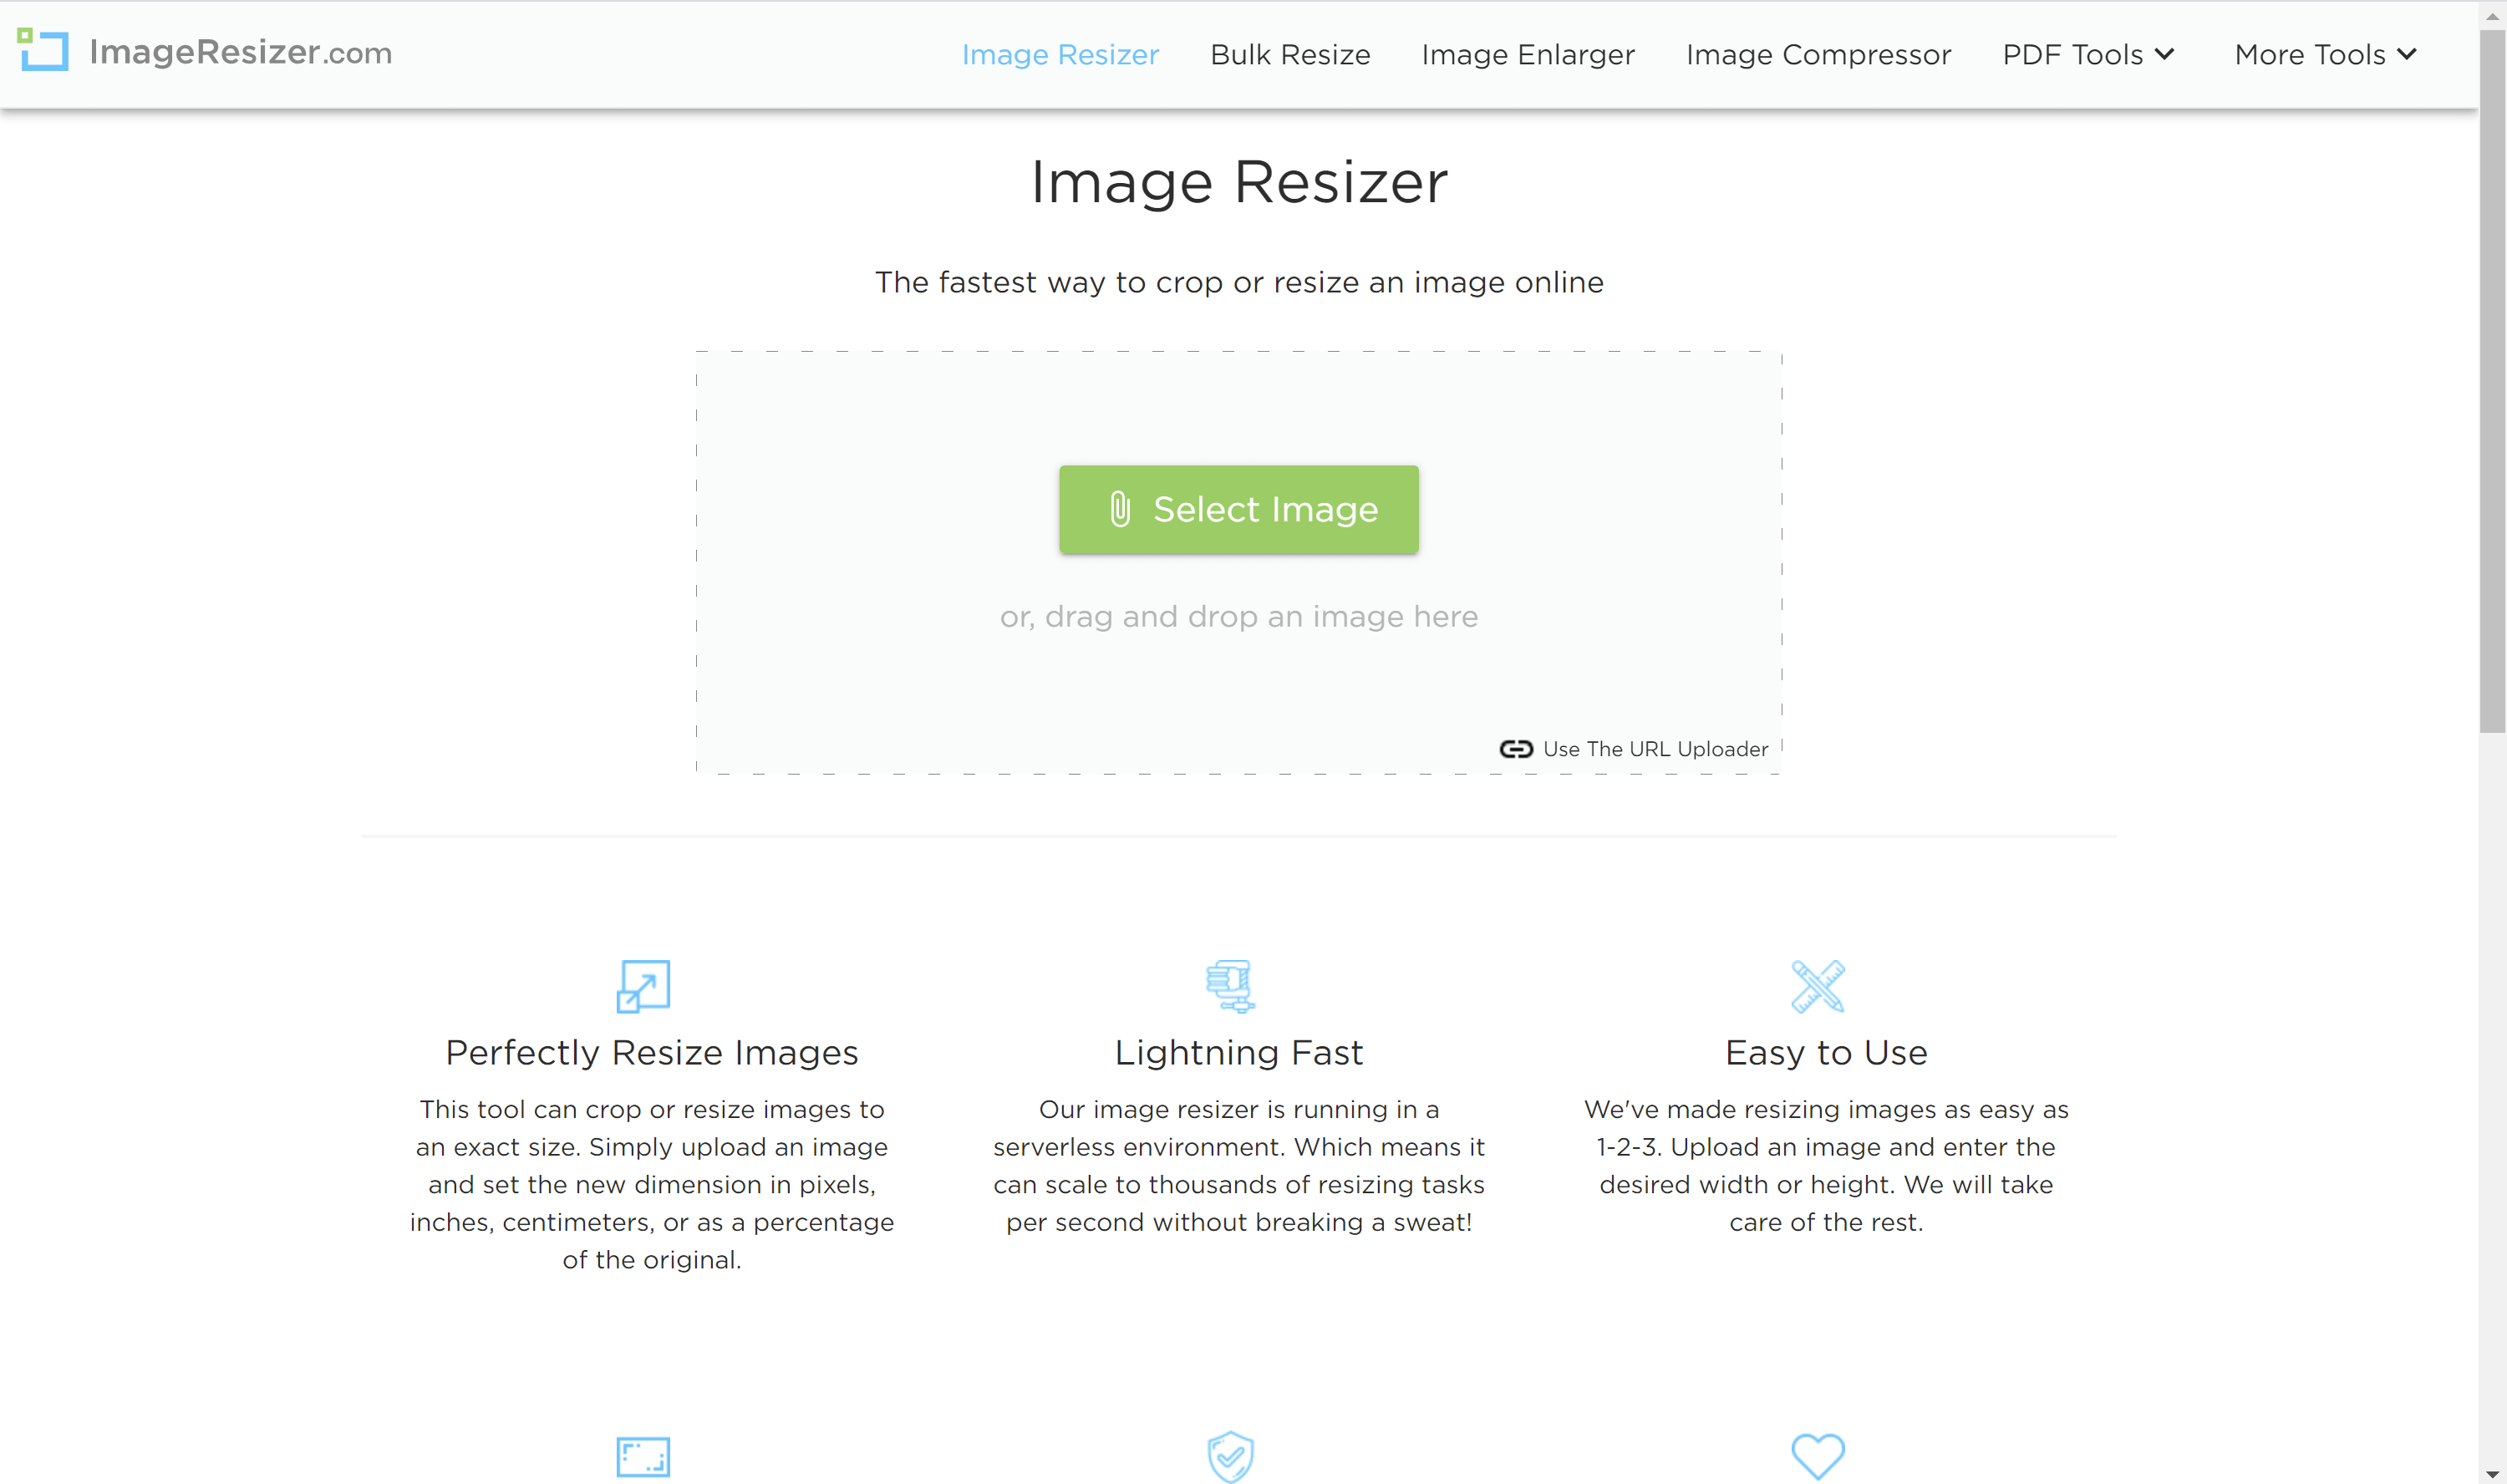 ImageResizer.com
Image Resizer
Bulk Resize
Image Enlarger
Image Compressor
PDF Tools
More Tools
Image Resizer
The fastest way to crop or resize an image online
Select Image
or, drag and drop an image here
Use The URL Uploader
Perfectly Resize Images
This tool can crop or resize images to
an exact size. Simply upload an image
and set the new dimension in pixels,
inches, centimeters, or as a percentage
of the original.
Lightning Fast
Our image resizer is running in a
serverless environment. Which means it
can scale to thousands of resizing tasks
per second without breaking a sweat!
Easy to Use
We've made resizing images as easy as
1-2-3. Upload an image and enter the
desired width or height. We will take
care of the rest.